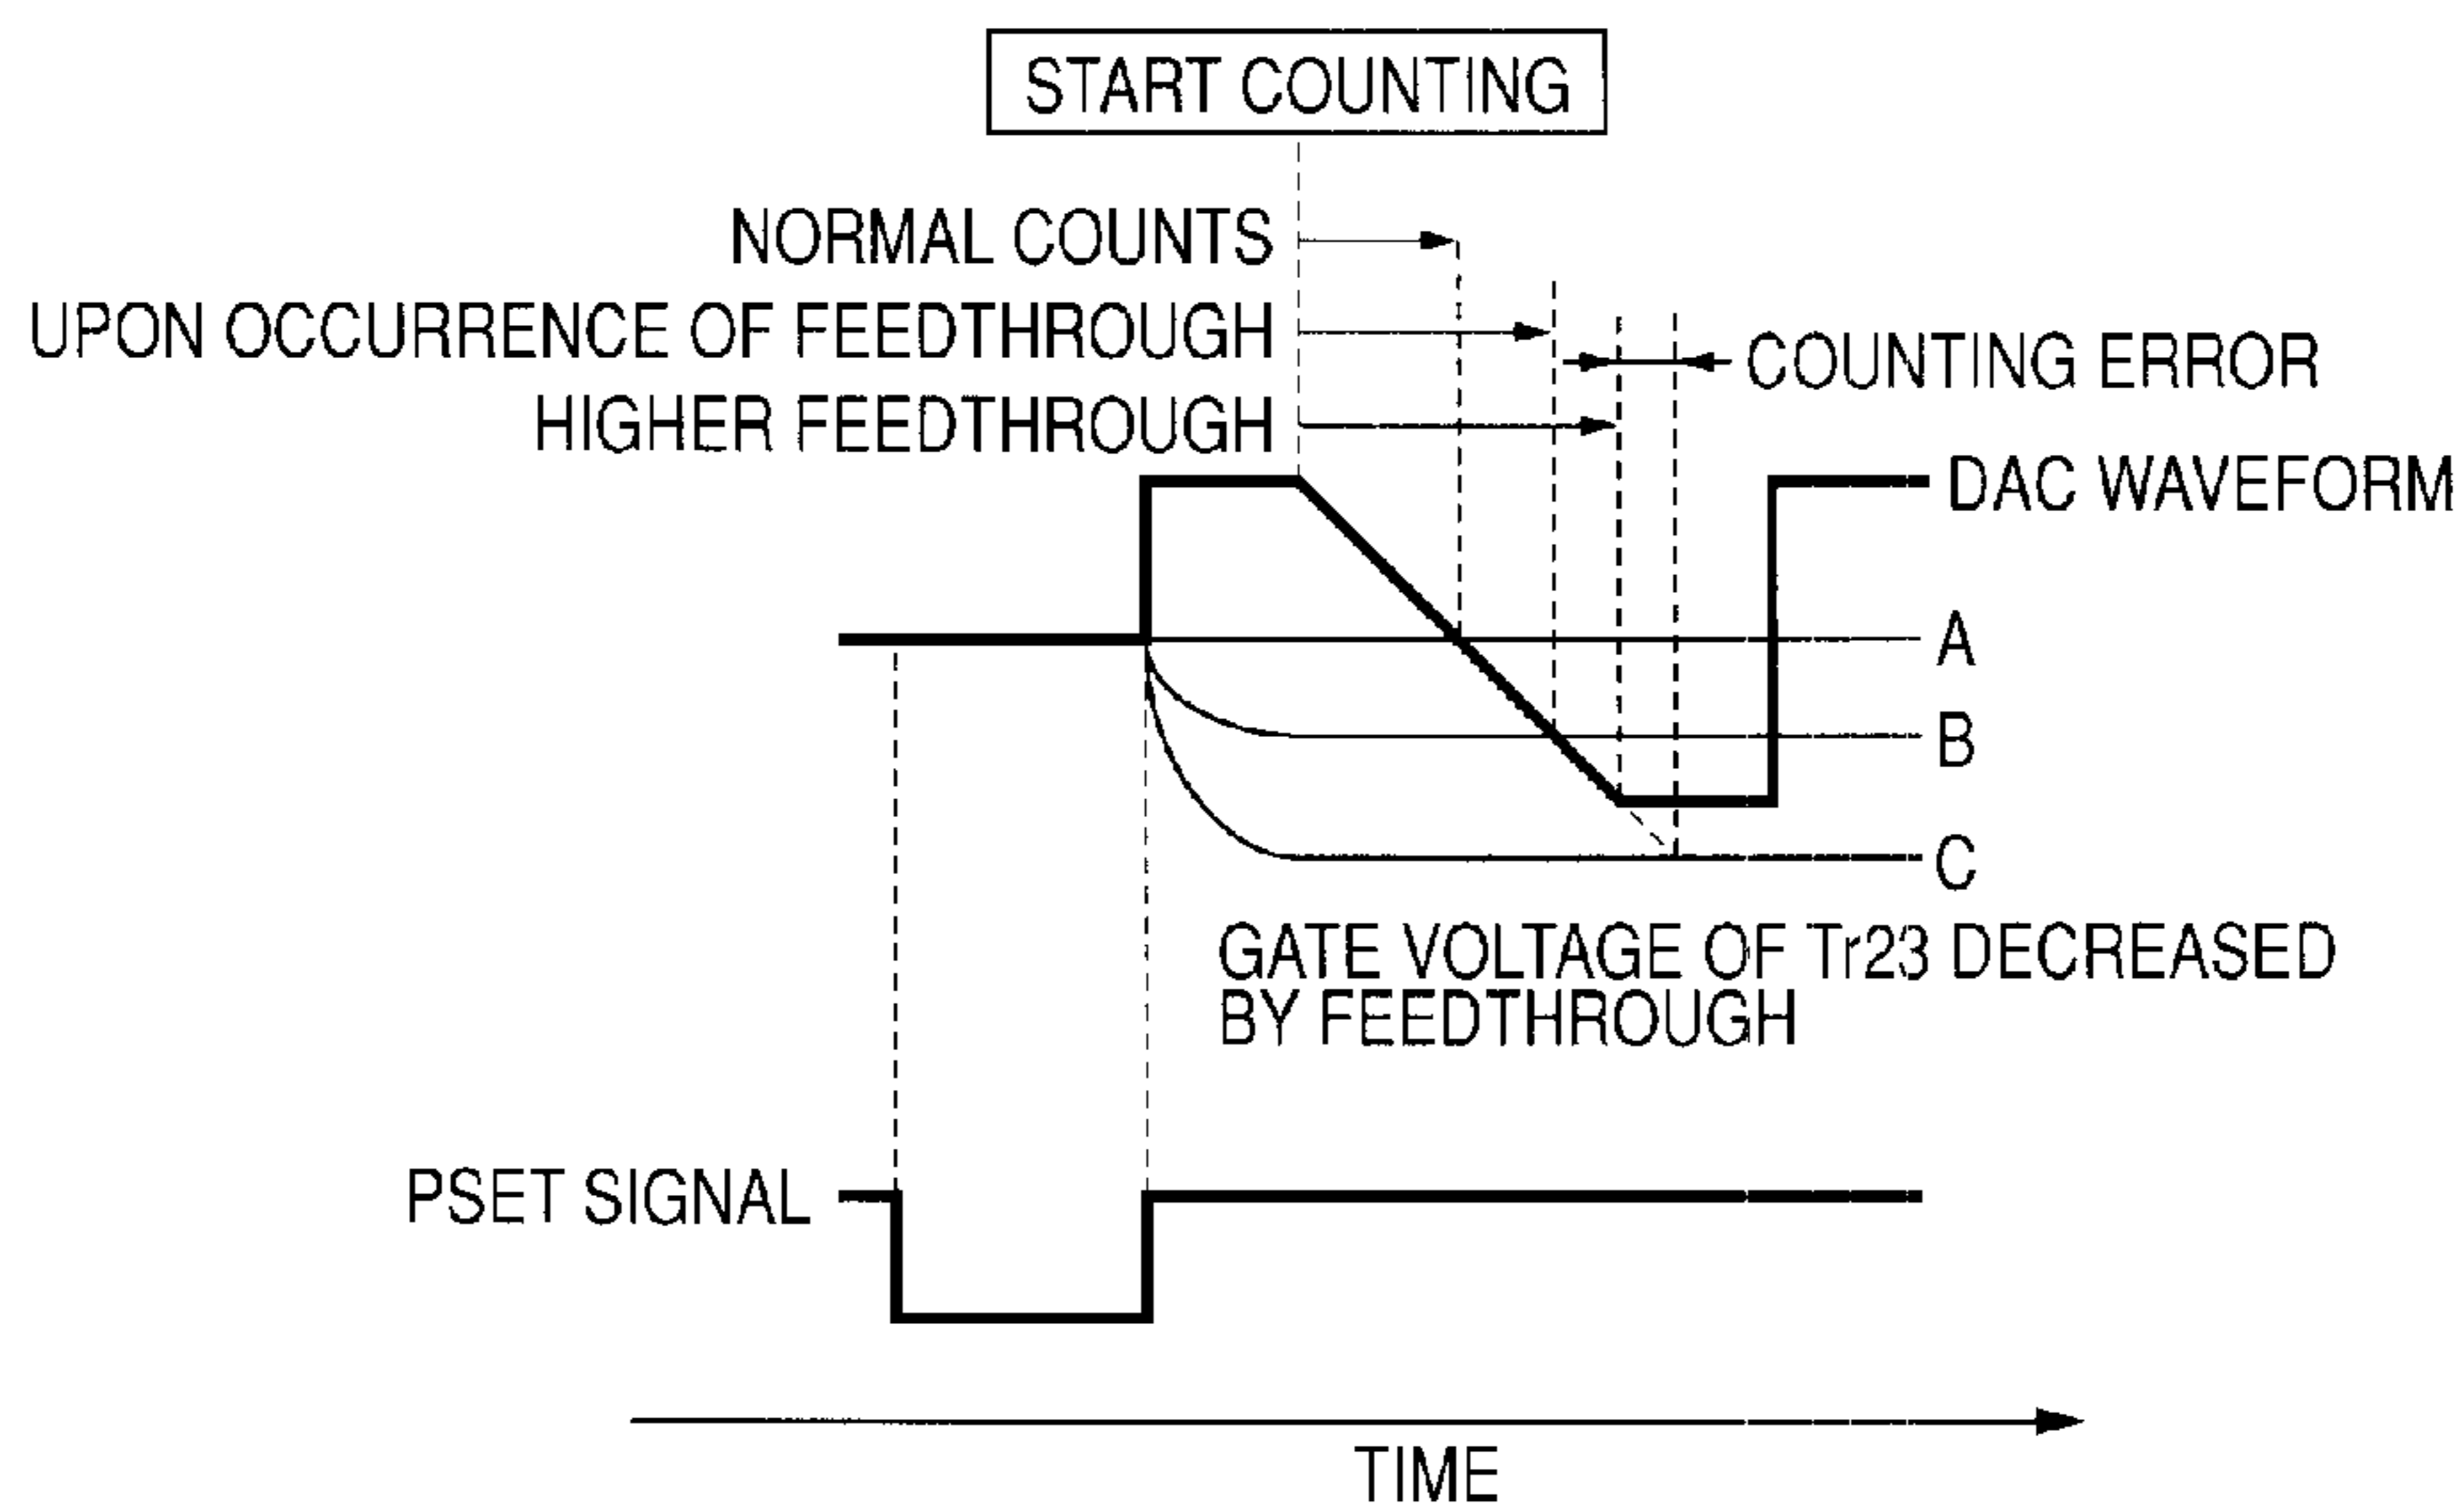 START COUNTING
NORMAL COUNTS
UPON OCCURRENCE OF FEEDTHROUGH
COUNTING ERROR
HIGHER FEEDTHROUGH
DAC WAVEFORM
A
B
C
GATE VOLTAGE OF Tr23 DECREASED
BY FEEDTHROUGH
PSET SIGNAL
TIME